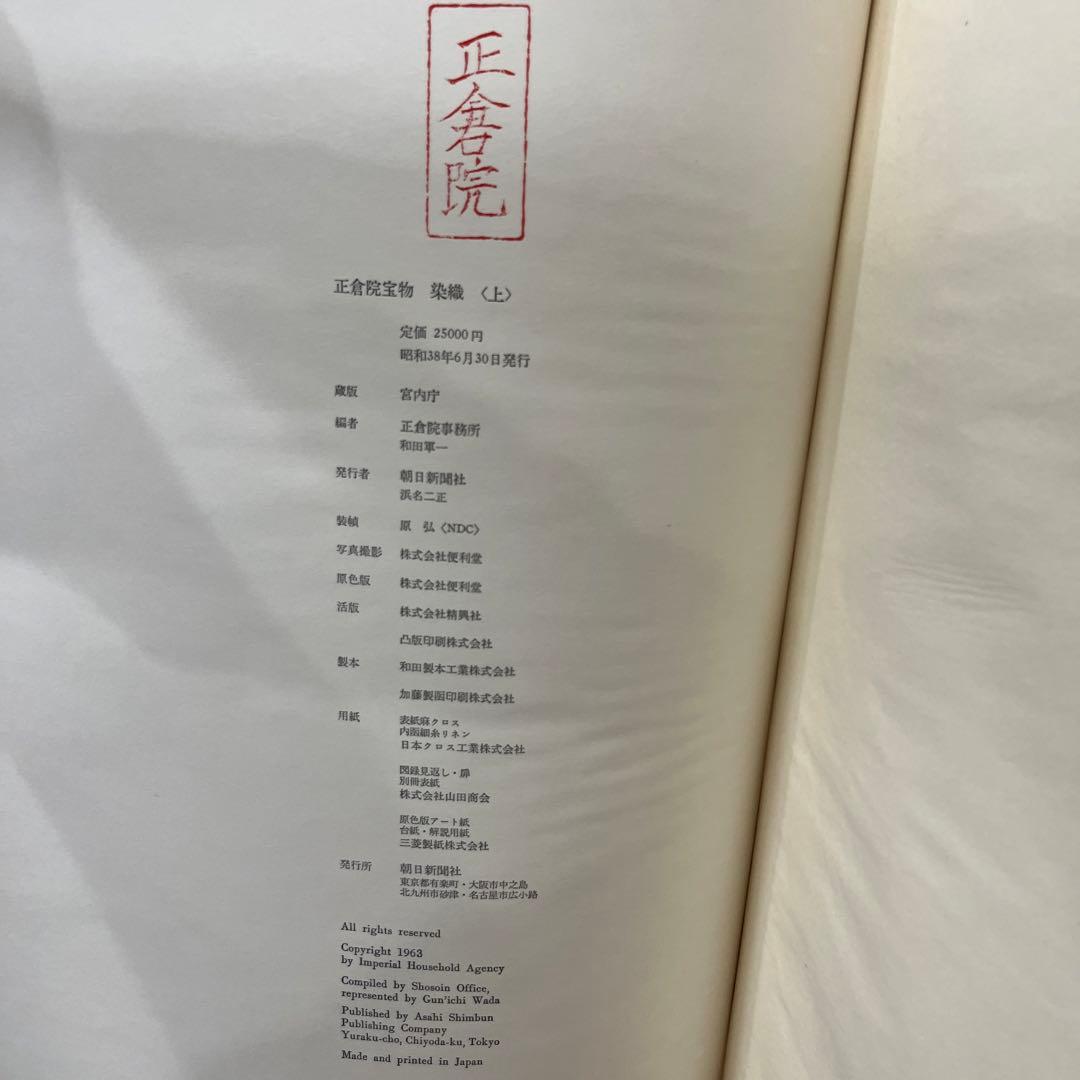 正倉院
正倉院宝物 染織 〈上〉
定価 25000円
昭和38年6月30日発行
蔵版 宮内庁
編者 正倉院事務所
和田軍一
発行者 朝日新聞社
浜名二正
装幀 原 弘〈NDC〉
写真撮影 株式会社便利堂
原色版 株式会社便利堂
活版 株式会社精興社
凸版印刷株式会社
製本 和田製本工業株式会社
加藤製函印刷株式会社
用紙 表紙麻クロス
内函細糸リネン
日本クロス工業株式会社
図録見返し・扉
別冊表紙
株式会社山田商会
原色版アート紙
台紙・解説用紙
三菱製紙株式会社
発行所 朝日新聞社
東京都有楽町・大阪市中之島
北九州市砂津・名古屋市広小路
All rights reserved
Copyright 1963
by Imperial Household Agency
Compiled by Shosoin Office,
represented by Gun'ichi Wada
Published by Asahi Shimbun
Publishing Company
Yuraku-cho, Chiyoda-ku, Tokyo
Made and printed in Japan